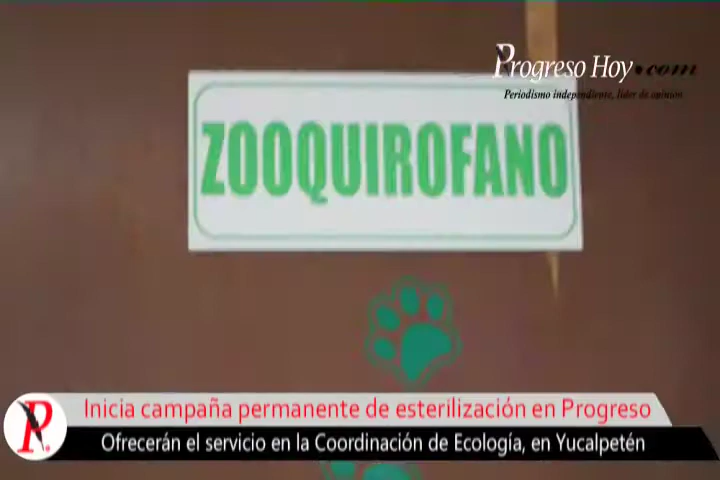 Progreso Hoy.com
Periodismo independiente, líder de opinión
ZOOQUIROFANO
P.
Inicia campaña permanente de esterilización en Progreso
Ofrecerán el servicio en la Coordinación de Ecología, en Yucalpetén